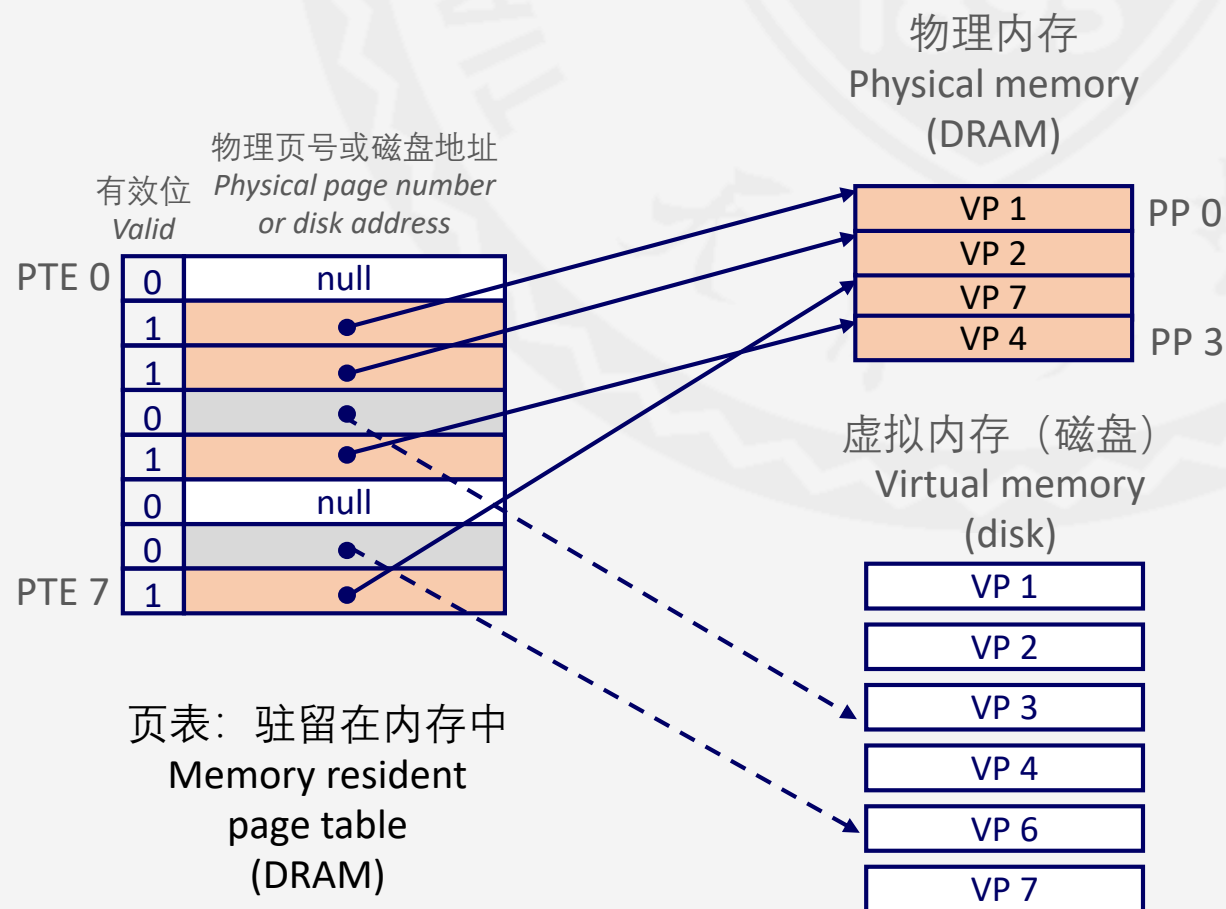 物理内存
Physical memory
(DRAM)
物理页号或磁盘地址
Physical page number
or disk address
有效位
Valid
PTE 0
0
null
1
1
0
1
0
null
0
PTE 7
1
VP 1
PP 0
VP 2
VP 7
VP 4
PP 3
虚拟内存（磁盘）
Virtual memory
(disk)
VP 1
VP 2
VP 3
VP 4
VP 6
VP 7
页表：驻留在内存中
Memory resident
page table
(DRAM)